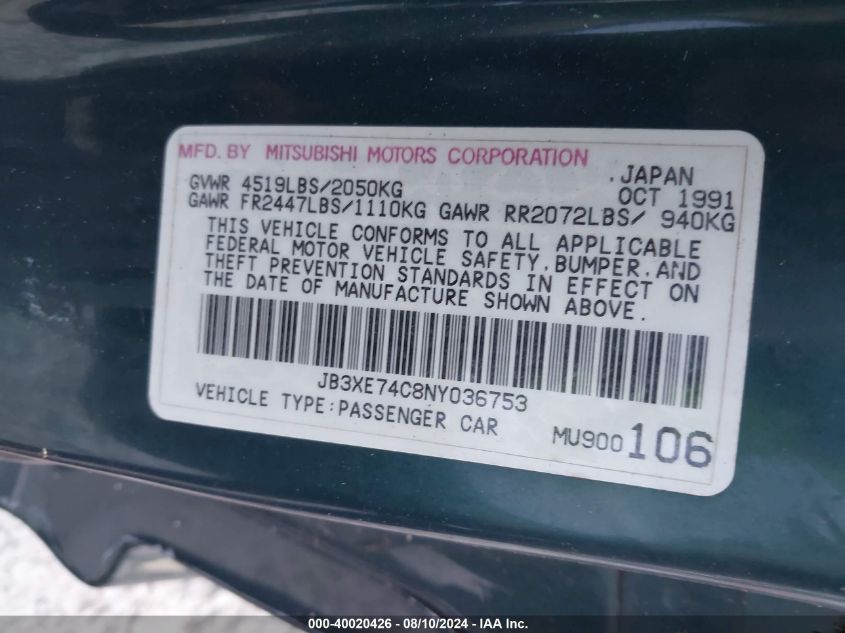 MFD. BY MITSUBISHI MOTORS CORPORATION
.JAPAN
GVWR 4519LBS/2050KG OCT 1991
GAWR FR2447LBS/1110KG GAWR RR2072LBS/ 940KG
THIS VEHICLE CONFORMS TO ALL APPLICABLE
FEDERAL MOTOR VEHICLE SAFETY,BUMPER,AND
THEFT PREVENTION STANDARDS IN EFFECT ON
THE DATE OF MANUFACTURE SHOWN ABOVE.
JB3XE74C8NY036753
VEHICLE TYPE:PASSENGER CAR
MU900106
000-40020426 - 08/10/2024 - IAA, Inc.